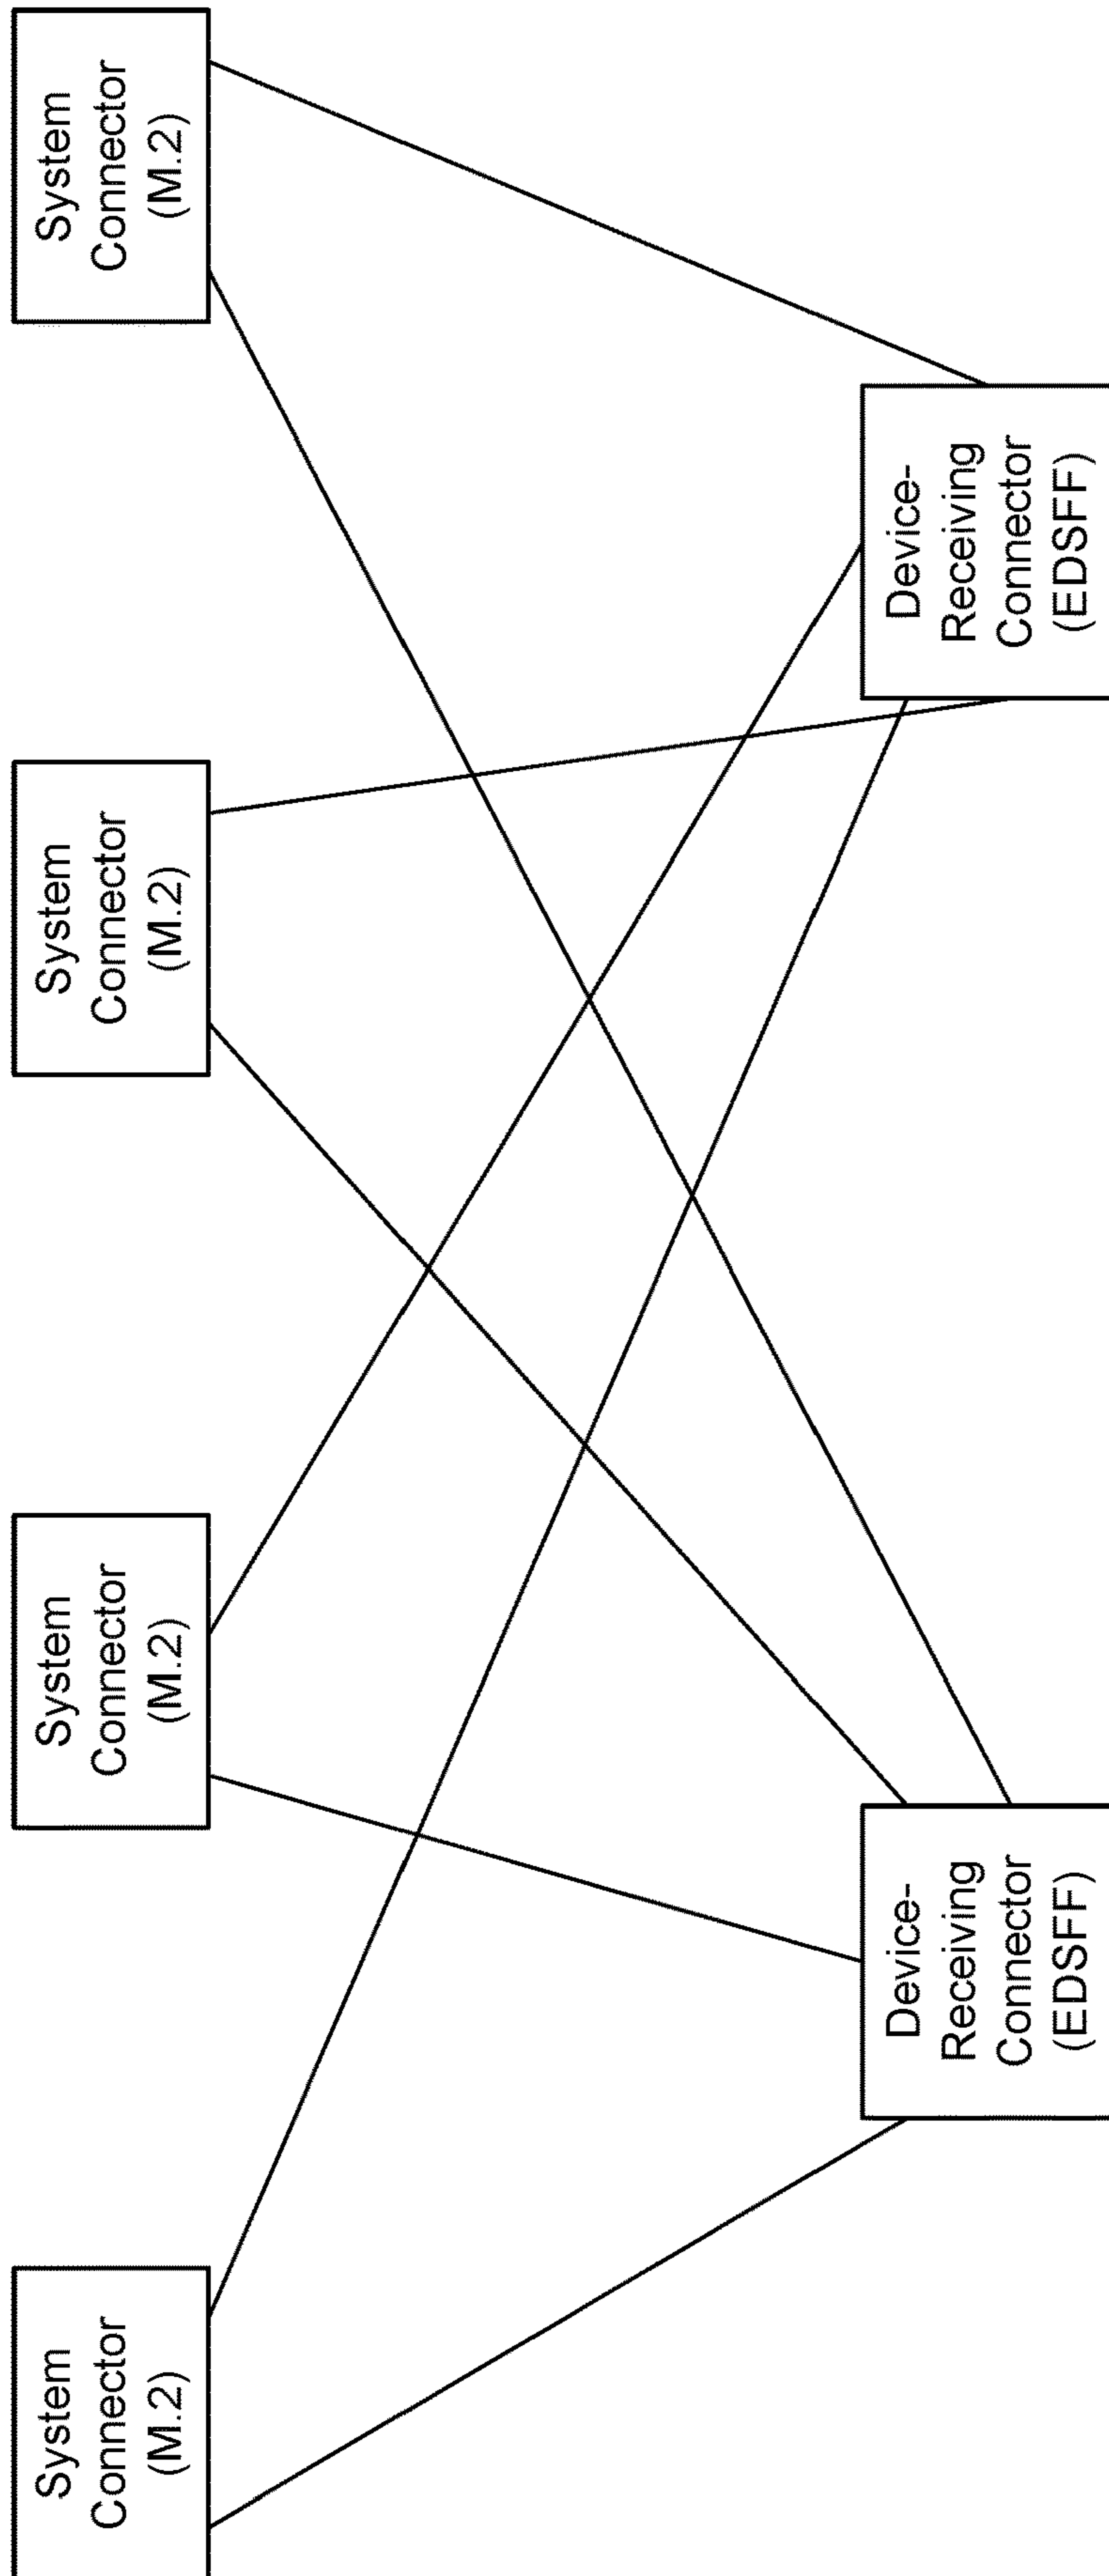 System
Connector
(M.2)
System
Connector
(M.2)
System
Connector
(M.2)
System
Connector
(M.2)
Device-
Receiving
Connector
(EDSFF)
Device-
Receiving
Connector
(EDSFF)